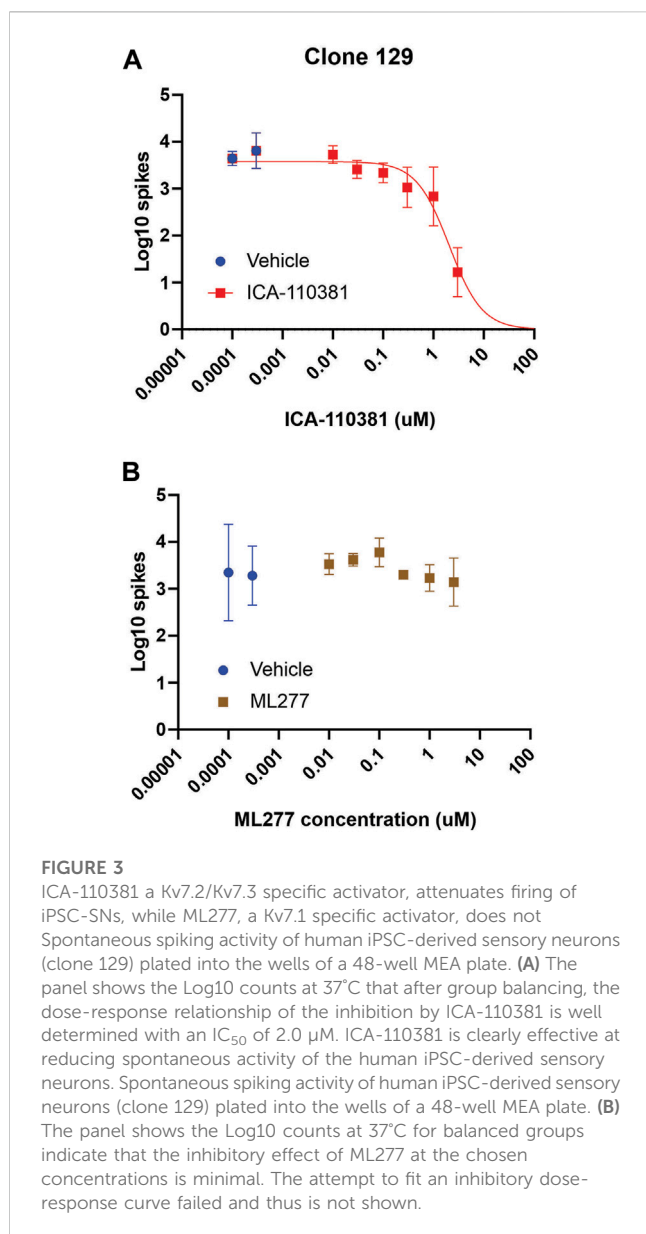 A
Clone 129
5
4
3
2
1
0
Log10 spikes
Vehicle
ICA-110381
0.00001
0.0001
0.001
0.01
0.1
1
10
100
ICA-110381 (uM)
B
5
4
3
2
1
0
Log10 spikes
Vehicle
ML277
0.00001
0.0001
0.001
0.01
0.1
1
10
100
ML277 concentration (uM)
FIGURE 3
ICA-110381 a Kv7.2/Kv7.3 specific activator, attenuates firing of
iPSC-SNs, while ML277, a Kv7.1 specific activator, does not
Spontaneous spiking activity of human iPSC-derived sensory neurons
(clone 129) plated into the wells of a 48-well MEA plate. (A) The
panel shows the Log10 counts at 37˚C that after group balancing, the
dose-response relationship of the inhibition by ICA-110381 is well
determined with an IC50 of 2.0 μM. ICA-110381 is clearly effective at
reducing spontaneous activity of the human iPSC-derived sensory
neurons. Spontaneous spiking activity of human iPSC-derived sensory
neurons (clone 129) plated into the wells of a 48-well MEA plate. (B)
The panel shows the Log10 counts at 37˚C for balanced groups
indicate that the inhibitory effect of ML277 at the chosen
concentrations is minimal. The attempt to fit an inhibitory dose-
response curve failed and thus is not shown.